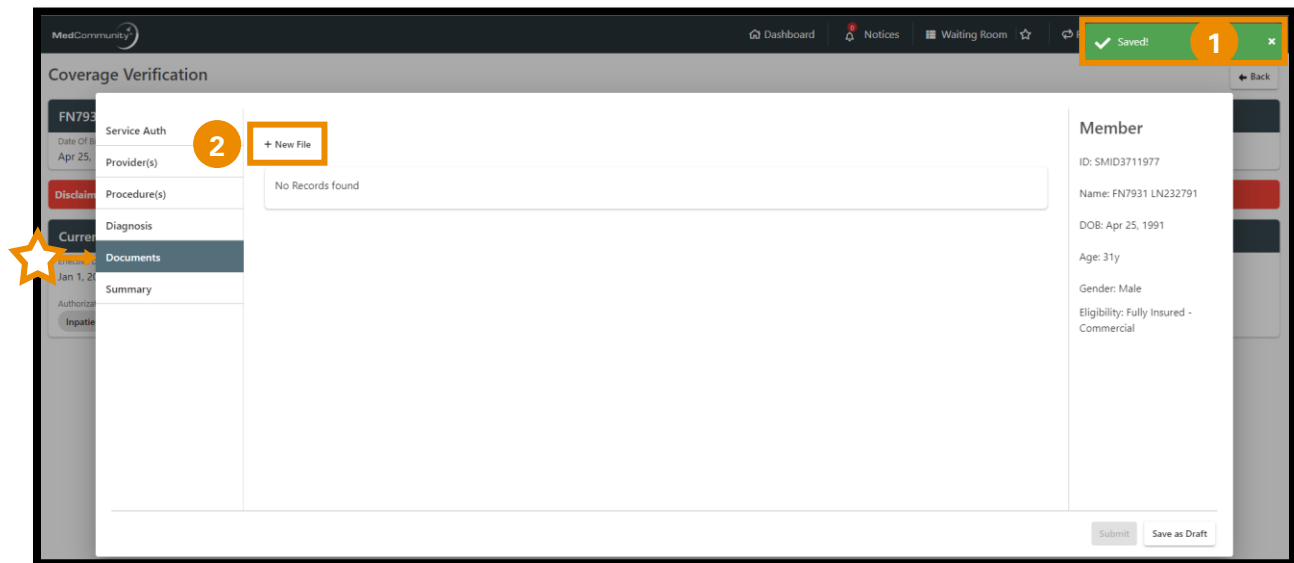 MedCommunity
Dashboard
0
Notices
Waiting Room
Saved!
1
×
Coverage Verification
Back
FN793
Date Of B
Apr 25,
Disclaim
Curren
Jan 1, 20
Authoriza
Inpatie
Service Auth
Provider(s)
Procedure(s)
Diagnosis
Documents
Summary
2
+ New File
No Records found
Member
ID: SMID3711977
Name: FN7931 LN232791
DOB: Apr 25, 1991
Age: 31y
Gender: Male
Eligibility: Fully Insured -
Commercial
Submit
Save as Draft